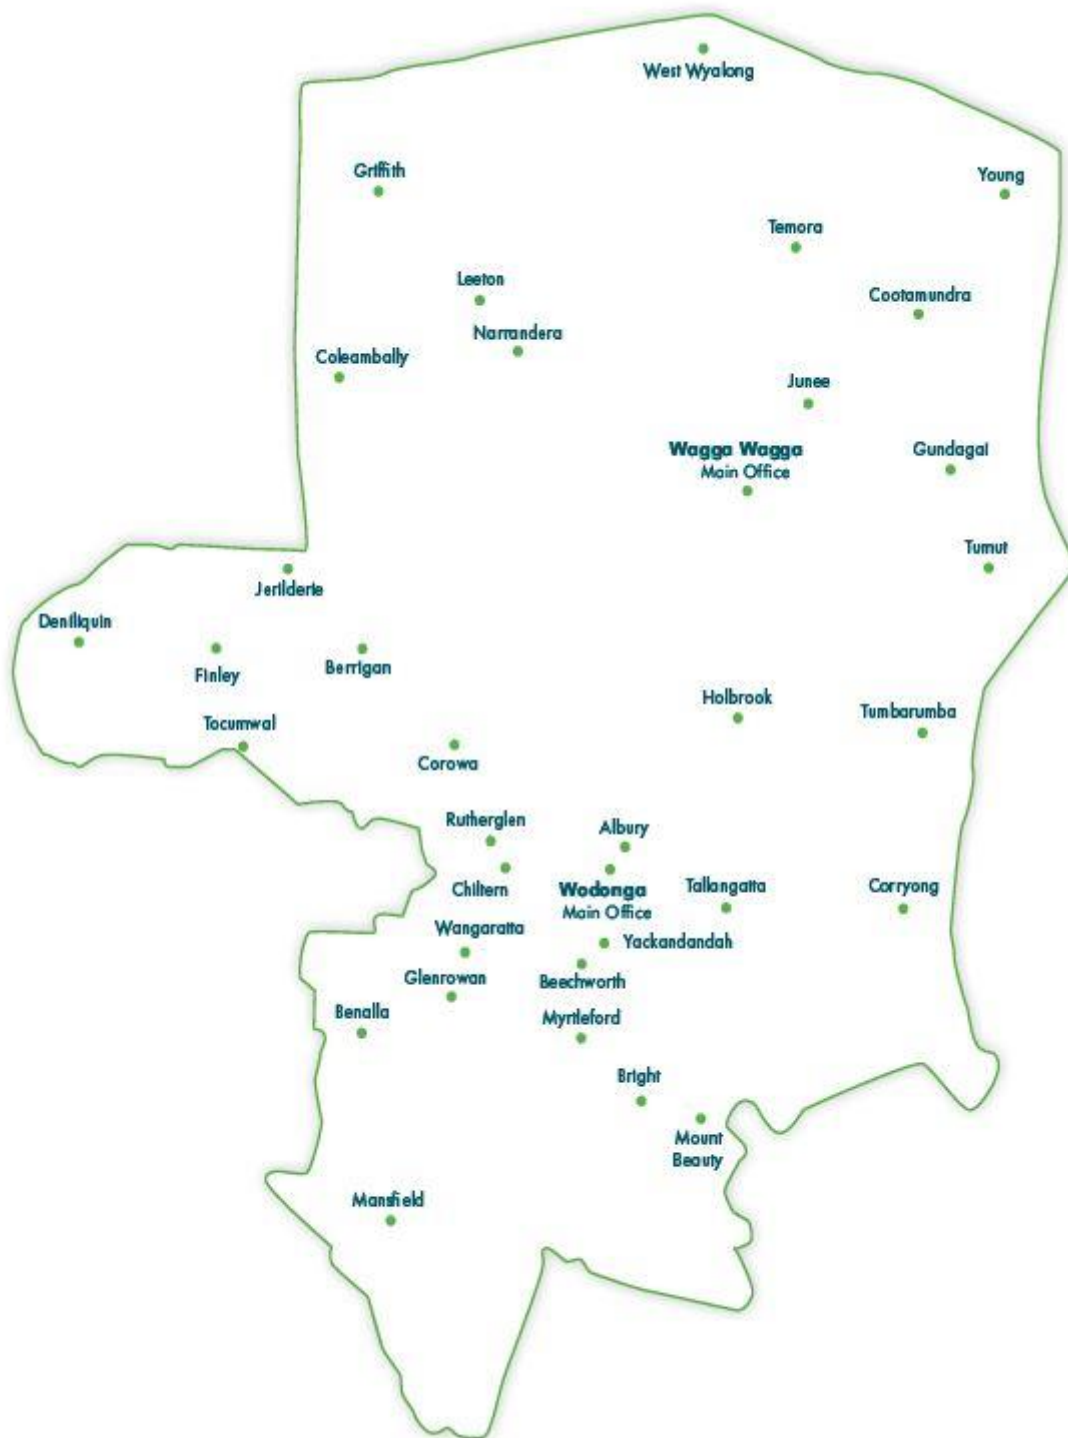 West Wyalong
Griffith
Young
Temora
Leeton
Cootamundra
Narrandera
Coleambally
Junee
Wagga Wagga
Main Office
Gundagai
Tumut
Jerilderie
Deniliquin
Finley
Berrigan
Holbrook
Tumbarumba
Tocumwal
Corowa
Rutherglen
Albury
Chiltern
Wodonga
Main Office
Tallangatta
Corryong
Wangaratta
Yackandandah
Glenrowan
Beechworth
Benalla
Myrtleford
Bright
Mount
Beauty
Mansfield